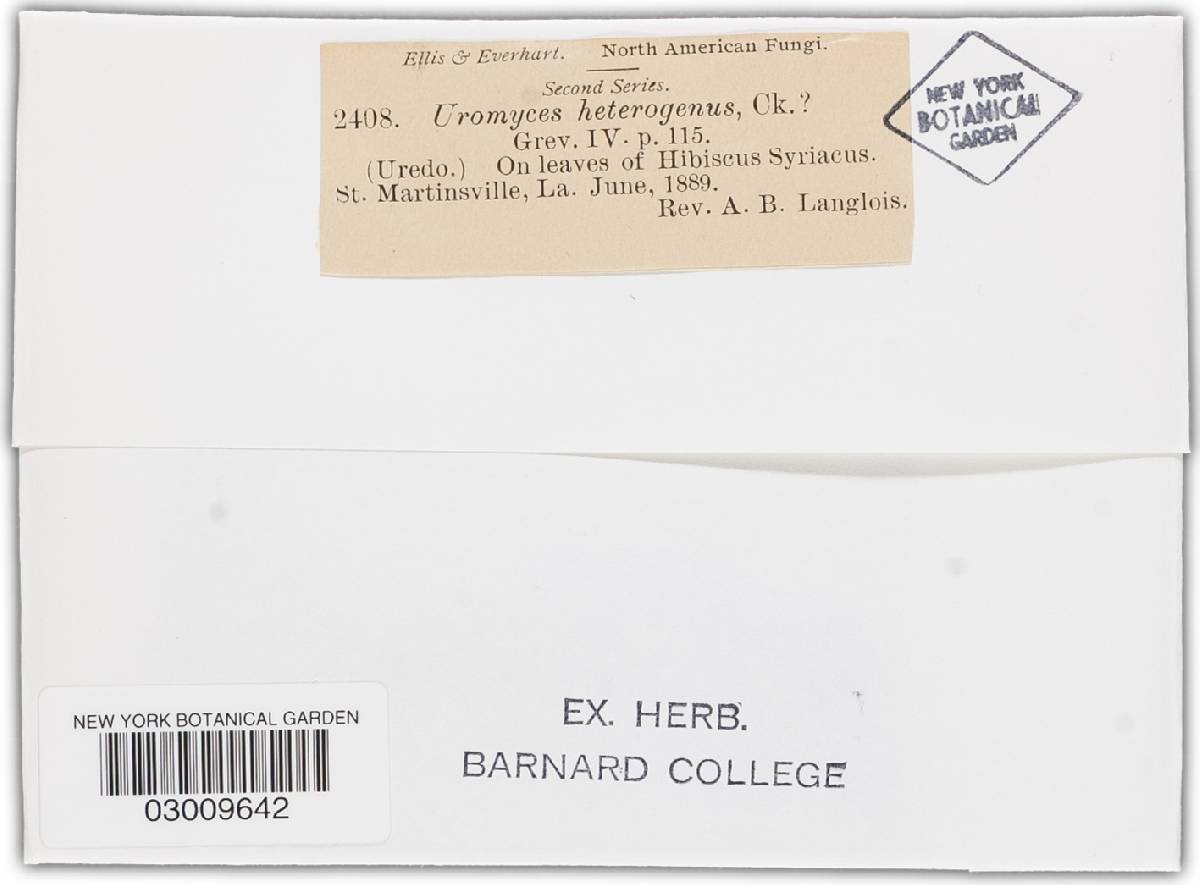 Ellis & Everhart. North American Fungi.
Second Series.
2408. Uromyces heterogenus, Ck.?
Grev. IV. p. 115.
(Uredo.) On leaves of Hibiscus Syriacus.
St. Martinsville, La. June, 1889.
Rev. A. B. Langlois.
NEW YORK
BOTANICAL
GARDEN
EX. HERB.
BARNARD COLLEGE
NEW YORK BOTANICAL GARDEN
03009642